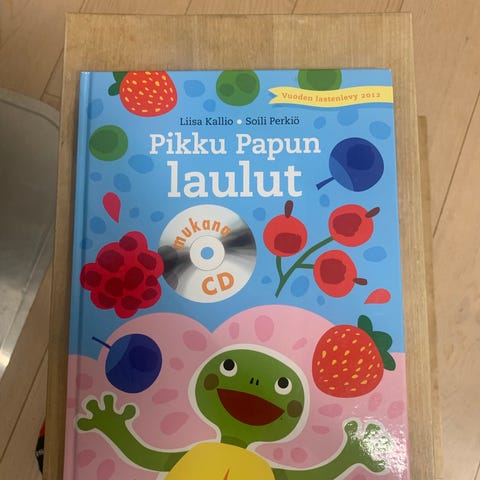 Vuoden lastenlevy 2012
Liisa Kallio • Soili Perkiö
Pikku Papun
laulut
mukana
CD